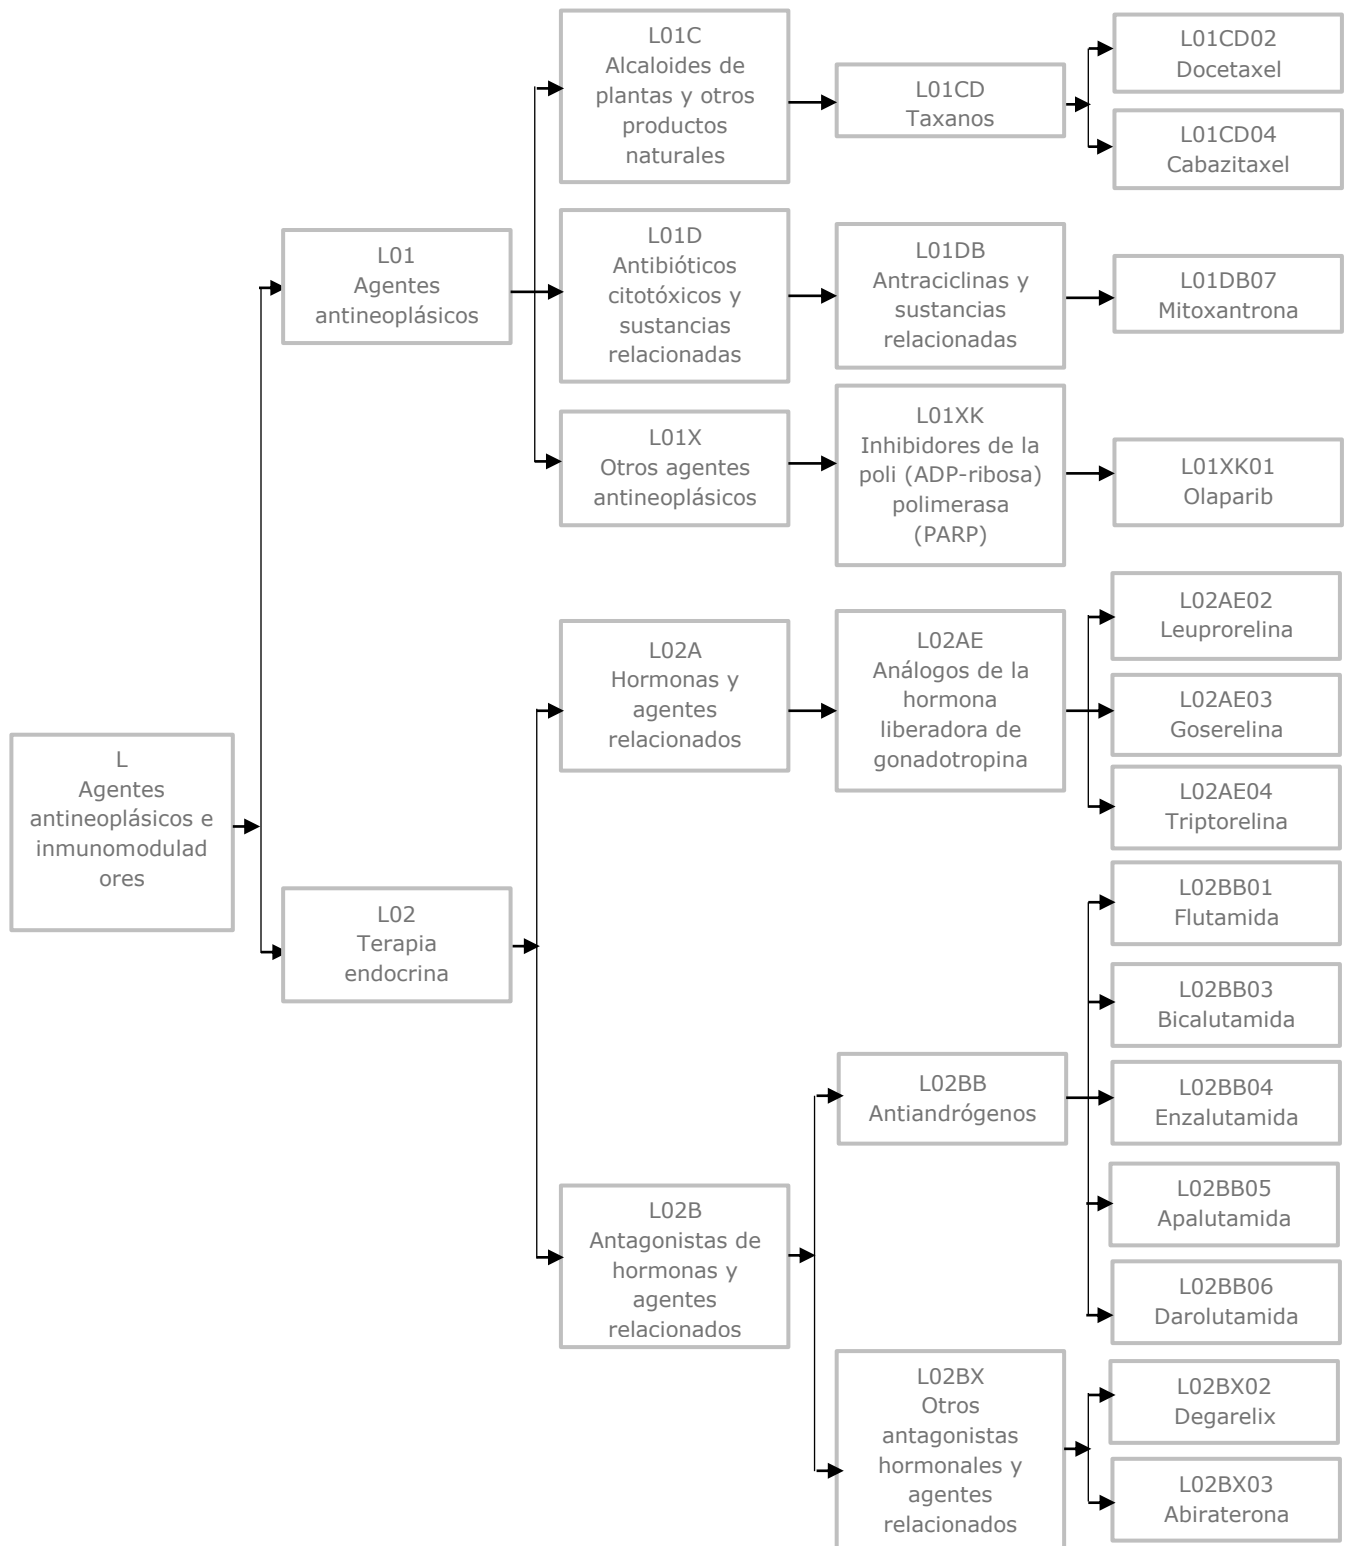 L
Agentes
antineoplásicos e
inmunomodulad
ores
L01
Agentes
antineoplásicos
L02
Terapia
endocrina
L01C
Alcaloides de
plantas y otros
productos
naturales
L01D
Antibióticos
citotóxicos y
sustancias
relacionadas
L01X
Otros agentes
antineoplásicos
L02A
Hormonas y
agentes
relacionados
L02B
Antagonistas de
hormonas y
agentes
relacionados
L01CD
Taxanos
L01DB
Antraciclinas y
sustancias
relacionadas
L01XK
Inhibidores de la
poli (ADP-ribosa)
polimerasa
(PARP)
L02AE
Análogos de la
hormona
liberadora de
gonadotropina
L02BB
Antiandrógenos
L02BX
Otros
antagonistas
hormonales y
agentes
relacionados
L01CD02
Docetaxel
L01CD04
Cabazitaxel
L01DB07
Mitoxantrona
L01XK01
Olaparib
L02AE02
Leuprorelina
L02AE03
Goserelina
L02AE04
Triptorelina
L02BB01
Flutamida
L02BB03
Bicalutamida
L02BB04
Enzalutamida
L02BB05
Apalutamida
L02BB06
Darolutamida
L02BX02
Degarelix
L02BX03
Abiraterona